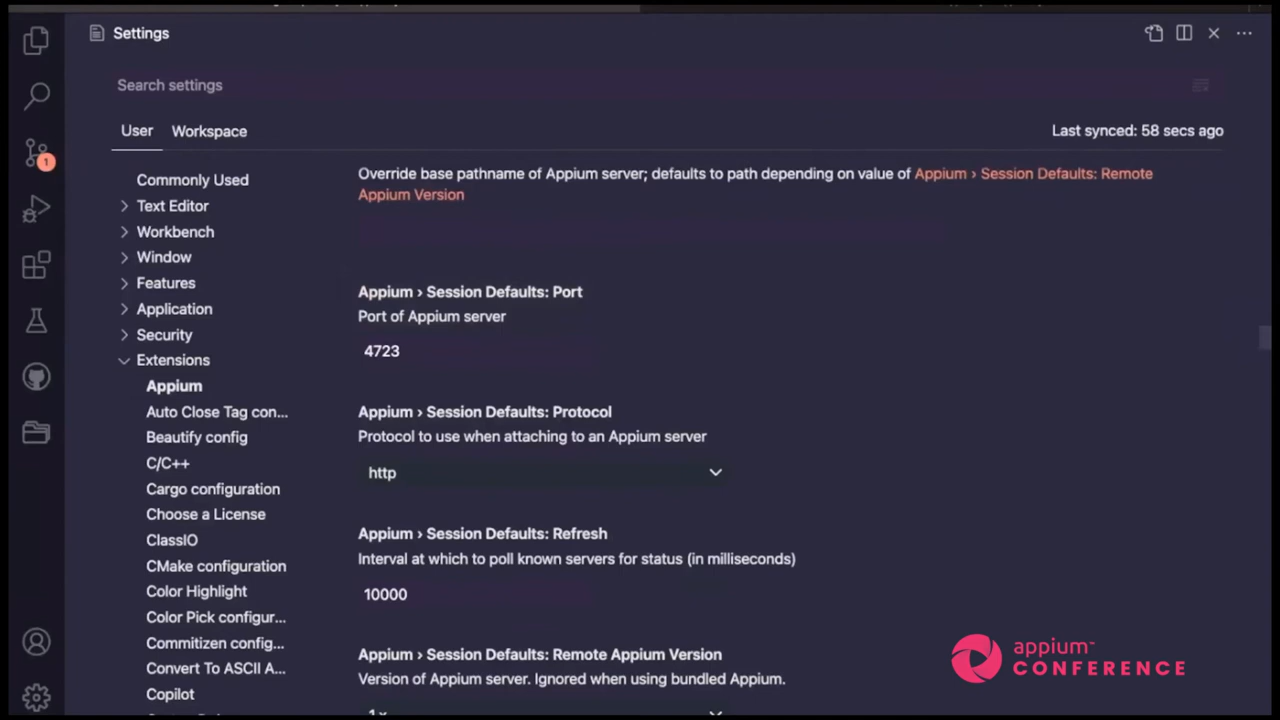 Settings
Search settings
User Workspace
Last synced: 58 secs ago
Commonly Used
Text Editor
Workbench
Window
Features
Application
Security
Extensions
Appium
Auto Close Tag con...
Beautify config
C/C++
Cargo configuration
Choose a License
ClassIO
CMake configuration
Color Highlight
Color Pick configur...
Commitizen config...
Convert To ASCII A...
Copilot
1
Override base pathname of Appium server; defaults to path depending on value of Appium › Session Defaults: Remote
Appium Version
Appium › Session Defaults: Port
Port of Appium server
4723
Appium › Session Defaults: Protocol
Protocol to use when attaching to an Appium server
http
Appium › Session Defaults: Refresh
Interval at which to poll known servers for status (in milliseconds)
10000
Appium › Session Defaults: Remote Appium Version
Version of Appium server. Ignored when using bundled Appium.
appium™
CONFERENCE